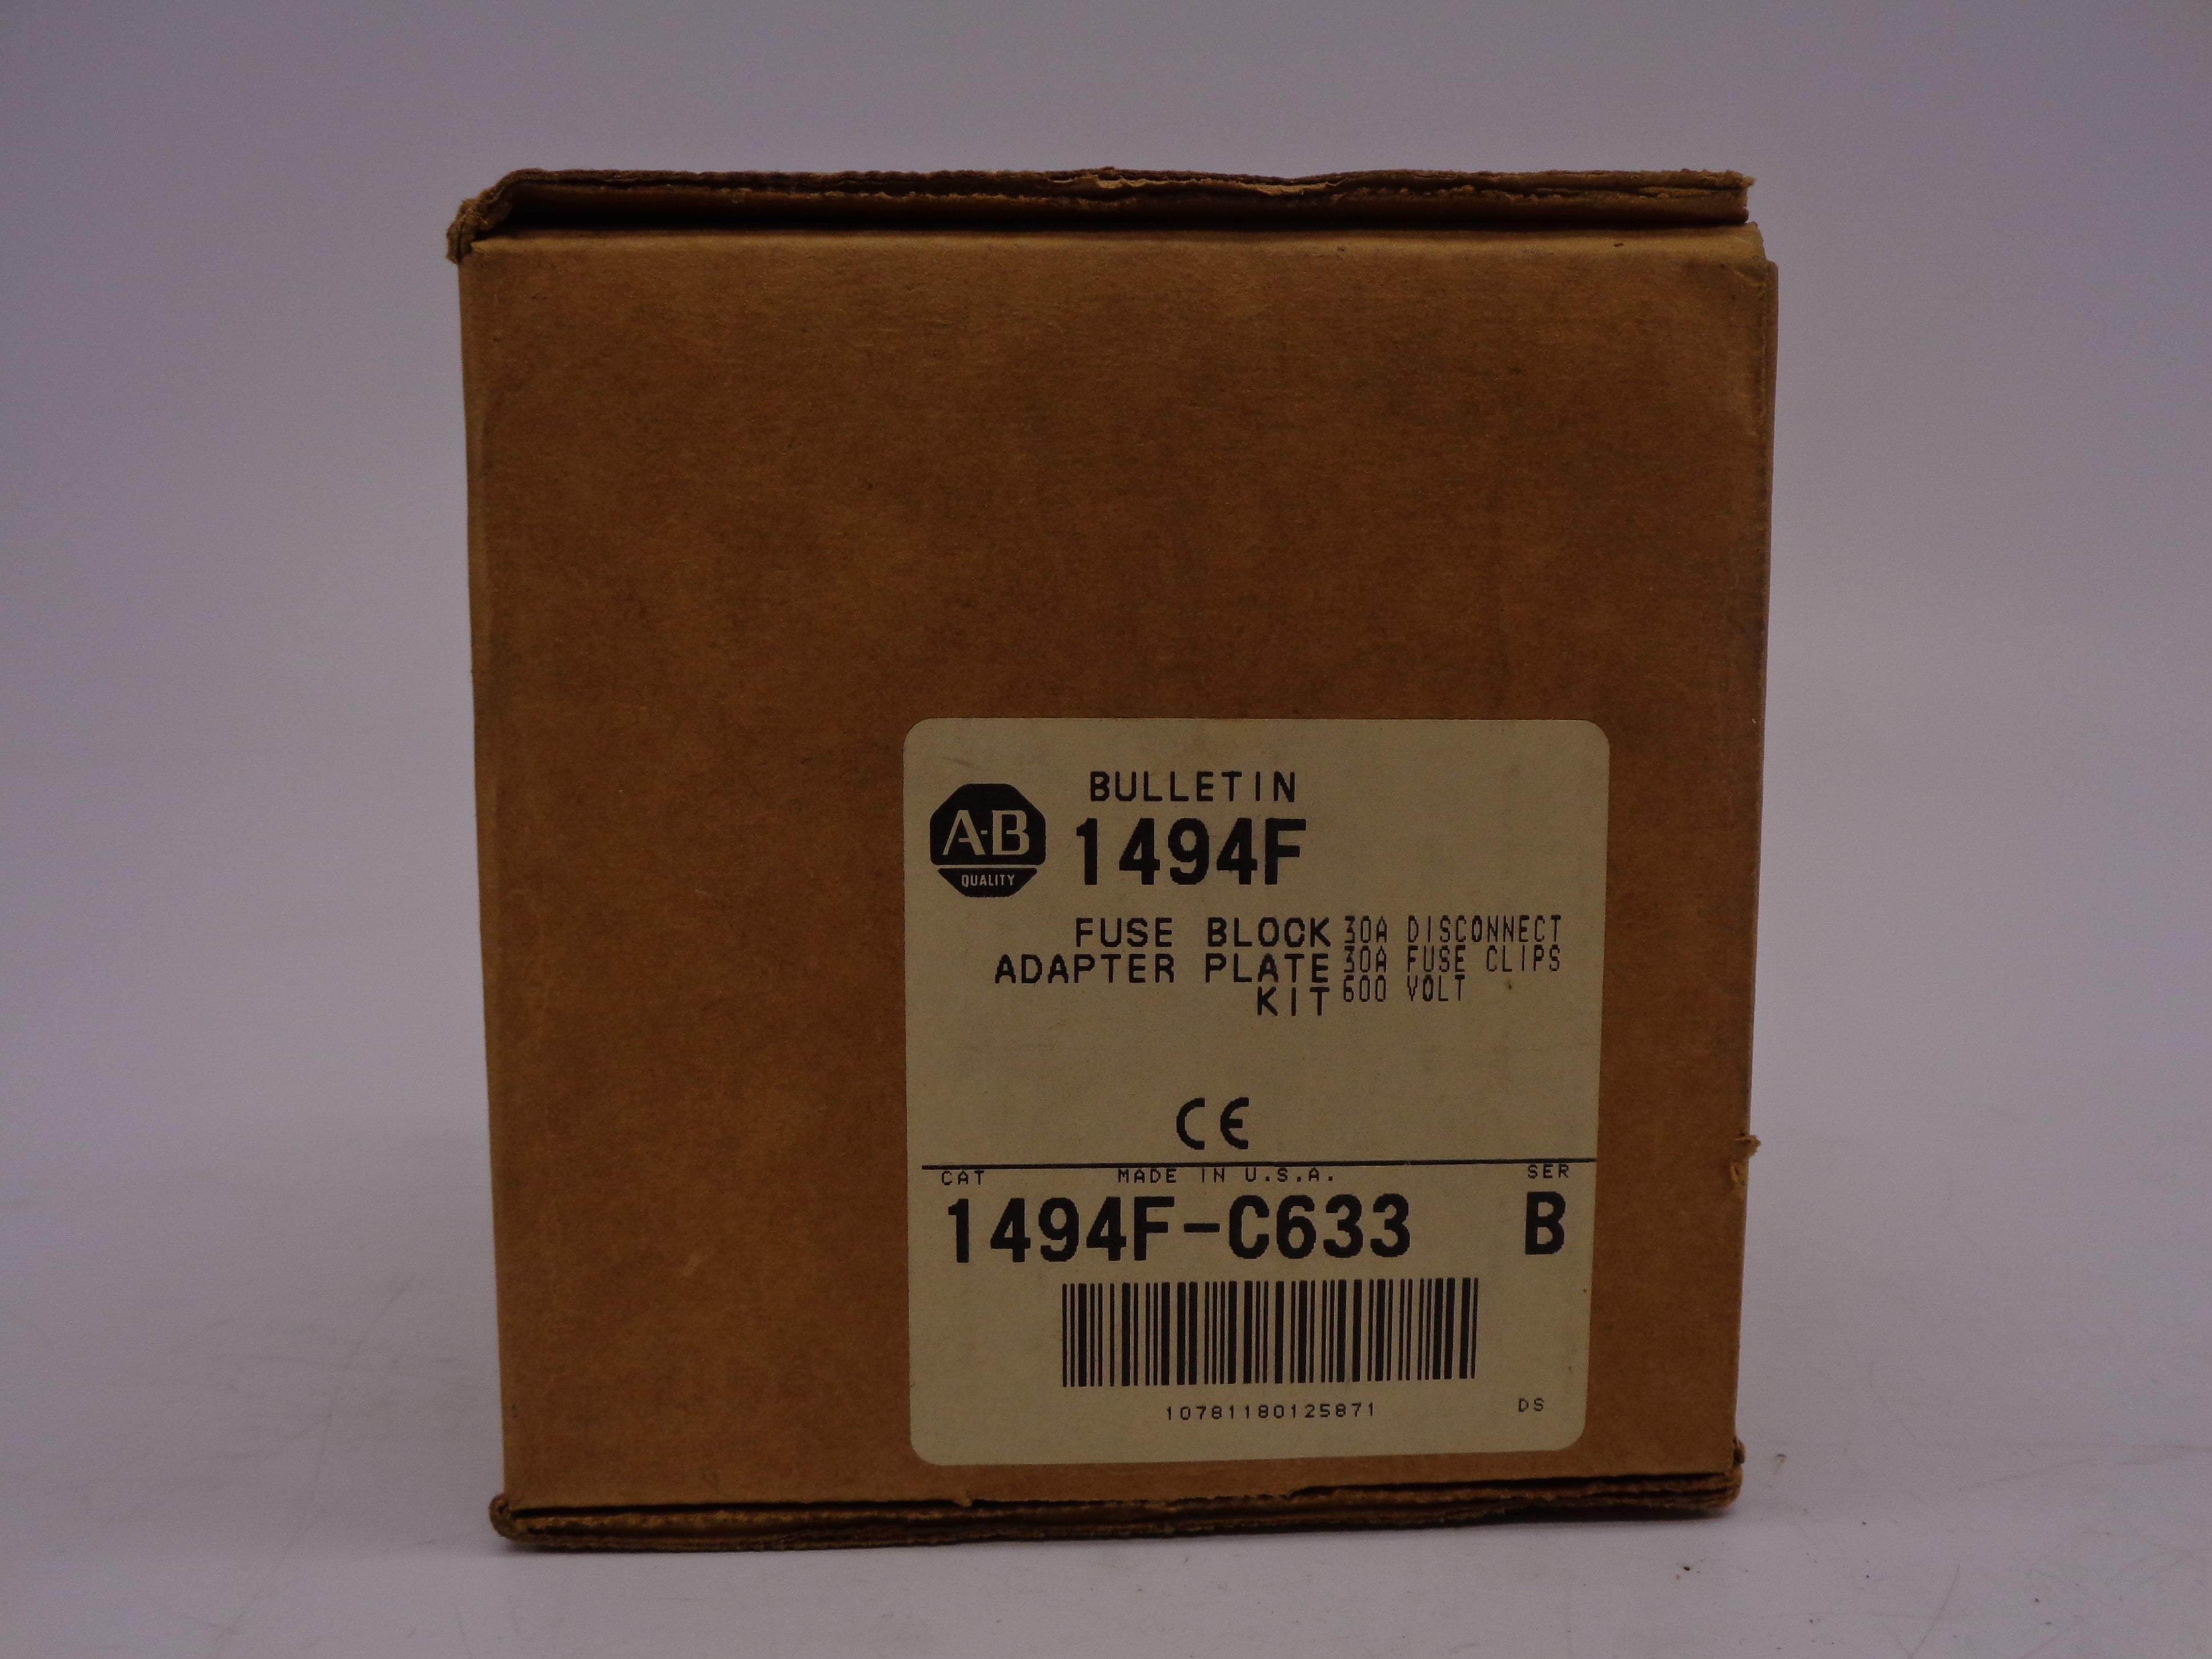 BULLETIN
A-B
QUALITY
1494F
FUSE BLOCK 30A DISCONNECT
ADAPTER PLATE 30A FUSE CLIPS
KIT 600 VOLT
CE
CAT MADE IN U.S.A. SER
1494F-C633 B
10781180125871 DS